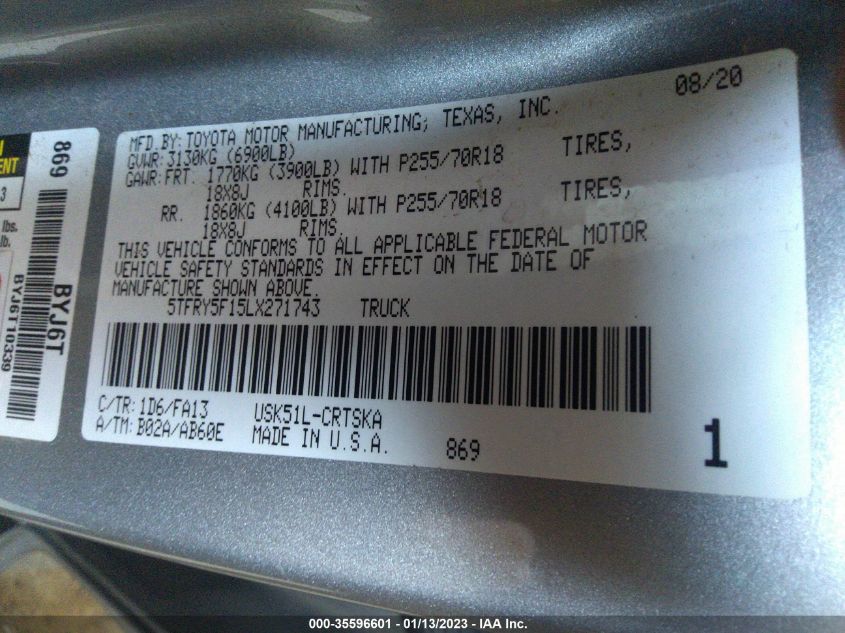 08/20
MFD.BY:TOYOTA MOTOR MANUFACTURING; TEXAS, INC.
GVWR:3130KG (6900LB)
GAWR:FRT. 1770KG (3900LB) WITH P255/70R18 TIRES,
18X8J RIMS.
RR. 1860KG (4100LB) WITH P255/70R18 TIRES,
18X8J RIMS.
THIS VEHICLE CONFORMS TO ALL APPLICABLE FEDERAL MOTOR
VEHICLE SAFETY STANDARDS IN EFFECT ON THE DATE OF
MANUFACTURE SHOWN ABOVE.
5TFRY5F15LX271743 TRUCK
C/TR: 1D6/FA13 USK51L-CRTSKA
A/TM: B02A/AB60E MADE IN U.S.A. 869
1
869
BYJ6T
BYJ6T10339
ENT
3
lbs.
lb.
000-35596601 - 01/13/2023 - IAA Inc.